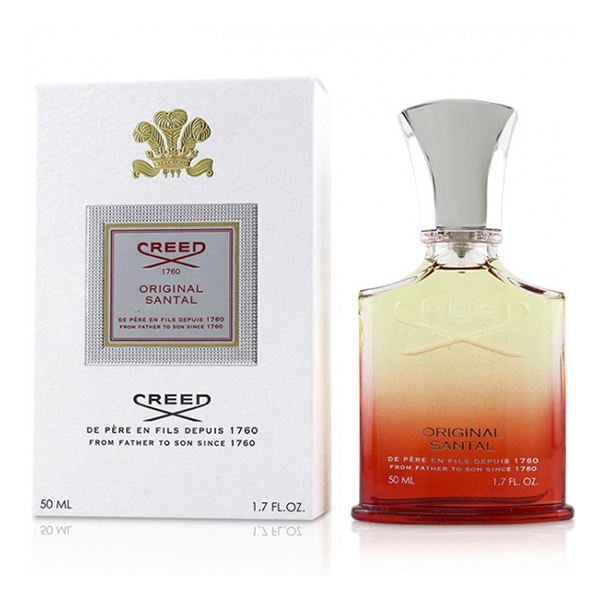 CREED
1760
ORIGINAL
SANTAL
DE PÈRE EN FILS DEPUIS 1760
FROM FATHER TO SON SINCE 1760
CREED
DE PÈRE EN FILS DEPUIS 1760
FROM FATHER TO SON SINCE 1760
50 ML 1.7 FL.OZ.
CREED
ORIGINAL
SANTAL
DE PÈRE EN FILS DEPUIS 1760
FROM FATHER TO SON SINCE 1760
50 ML 1.7 FL.OZ.